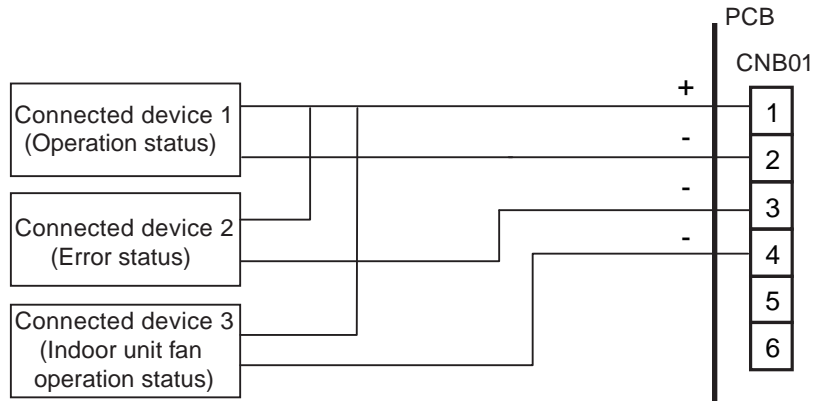 PCB
CNB01
Connected device 1
(Operation status)
+
1
-
2
Connected device 2
(Error status)
-
3
-
4
Connected device 3
(Indoor unit fan
operation status)
5
6